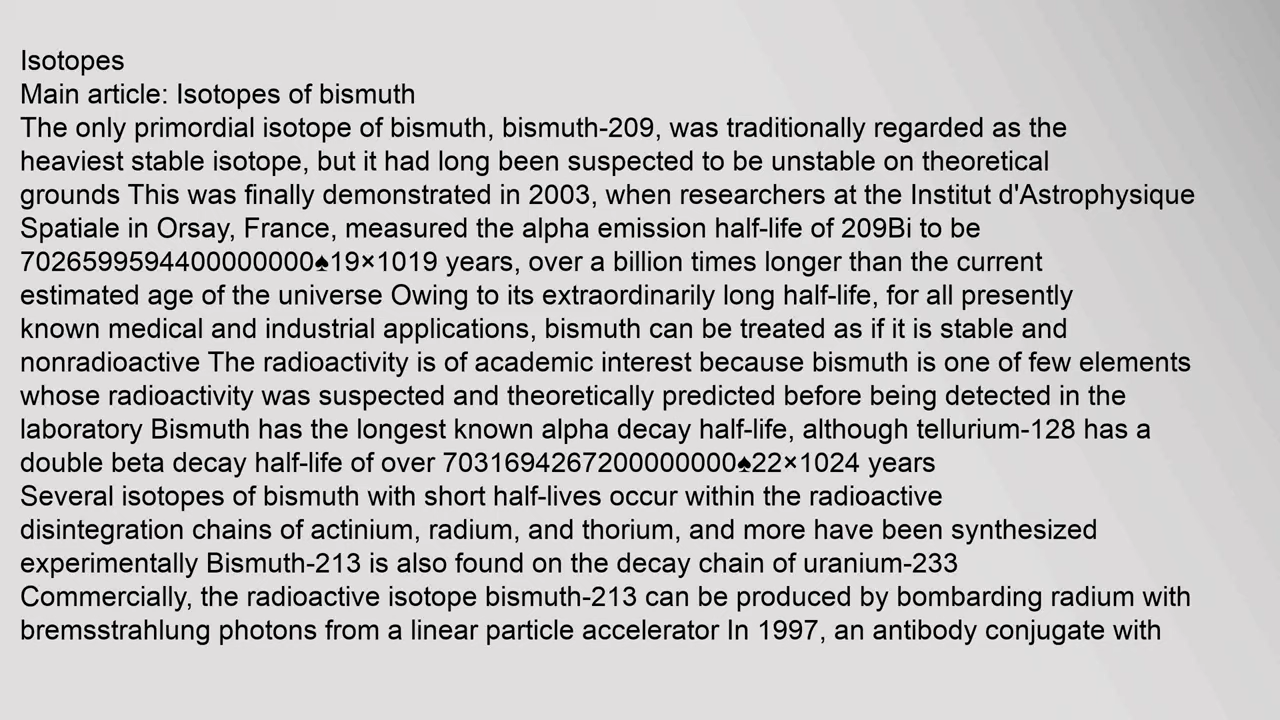 Isotopes
Main article: Isotopes of bismuth
The only primordial isotope of bismuth, bismuth-209, was traditionally regarded as the
heaviest stable isotope, but it had long been suspected to be unstable on theoretical
grounds This was finally demonstrated in 2003, when researchers at the Institut d'Astrophysique
Spatiale in Orsay, France, measured the alpha emission half-life of 209Bi to be
7026599594400000000♠19×1019 years, over a billion times longer than the current
estimated age of the universe Owing to its extraordinarily long half-life, for all presently
known medical and industrial applications, bismuth can be treated as if it is stable and
nonradioactive The radioactivity is of academic interest because bismuth is one of few elements
whose radioactivity was suspected and theoretically predicted before being detected in the
laboratory Bismuth has the longest known alpha decay half-life, although tellurium-128 has a
double beta decay half-life of over 7031694267200000000♠22×1024 years
Several isotopes of bismuth with short half-lives occur within the radioactive
disintegration chains of actinium, radium, and thorium, and more have been synthesized
experimentally Bismuth-213 is also found on the decay chain of uranium-233
Commercially, the radioactive isotope bismuth-213 can be produced by bombarding radium with
bremsstrahlung photons from a linear particle accelerator In 1997, an antibody conjugate with